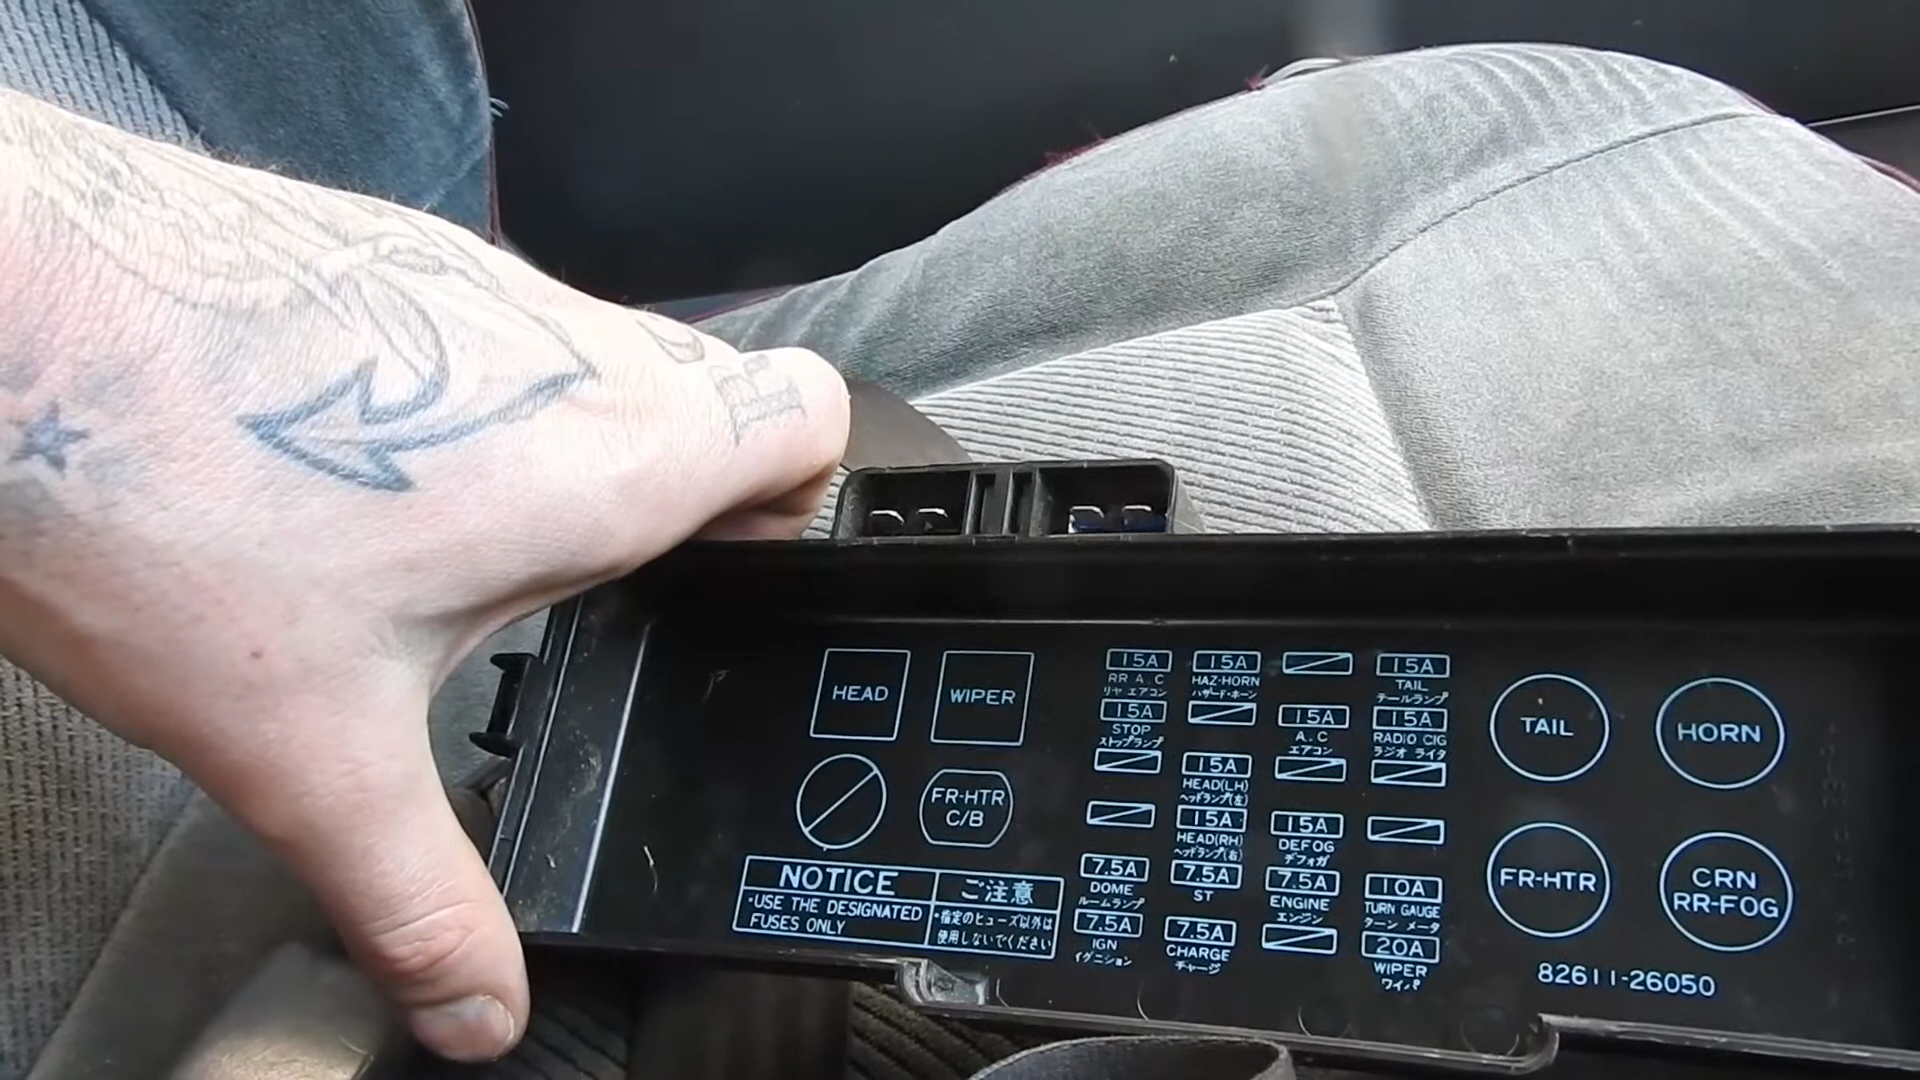 HEAD
WIPER
FR-HTR
C/B
15A
RR A.C
リヤ エアコン
15A
HAZ-HORN
ハザード・ホーン
15A
TAIL
テールランプ
15A
STOP
ストップランプ
15A
A.C
エアコン
15A
RADIO CIG
ラジオ ライタ
15A
HEAD(LH)
ヘッドランプ(左)
15A
HEAD(RH)
ヘッドランプ(右)
15A
DEFOG
デフォガ
7.5A
DOME
ルームランプ
7.5A
ST
7.5A
ENGINE
エンジン
10A
TURN GAUGE
ターン メータ
7.5A
IGN
イグニション
7.5A
CHARGE
チャージ
20A
WIPER
ワイパ
TAIL
HORN
FR-HTR
CRN
RR-FOG
NOTICE
・USE THE DESIGNATED
FUSES ONLY
ご注意
・指定のヒューズ以外は
使用しないでください
82611-26050